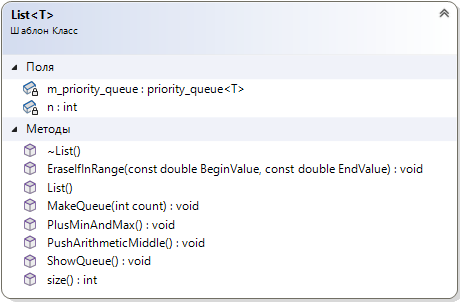 List<T>
Шаблон Класс
Поля
m_priority_queue : priority_queue<T>
n : int
Методы
~List()
EraseIfInRange(const double BeginValue, const double EndValue) : void
List()
MakeQueue(int count) : void
PlusMinAndMax() : void
PushArithmeticMiddle() : void
ShowQueue() : void
size() : int